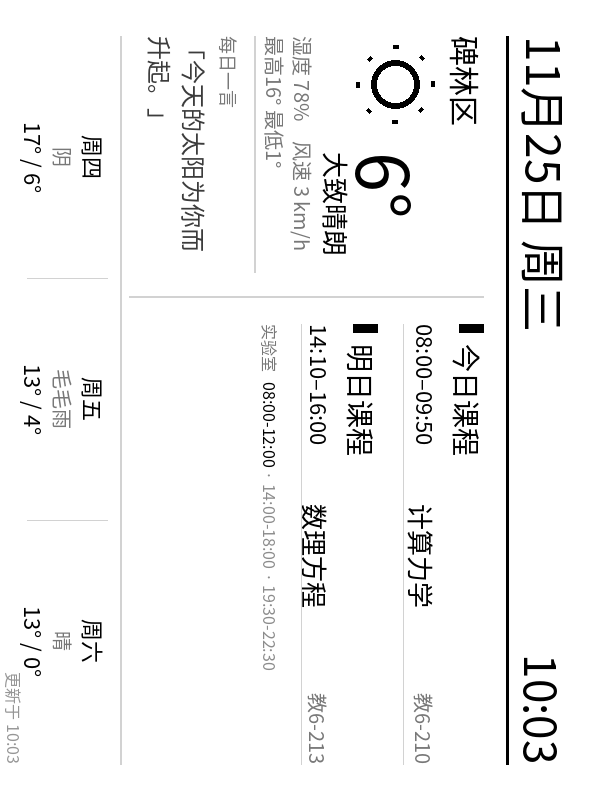 11月25日 周三
10:03
碑林区
6°
大致晴朗
湿度 78% 风速 3 km/h
最高16° 最低1°
每日一言
「今天的太阳为你而
升起。」
今日课程
08:00–09:50 计算力学 教6-210
明日课程
14:10–16:00 数理方程 教6-213
实验室 08:00-12:00 · 14:00-18:00 · 19:30-22:30
周四
阴
17° / 6°
周五
毛毛雨
13° / 4°
周六
晴
13° / 0°
更新于 10:03